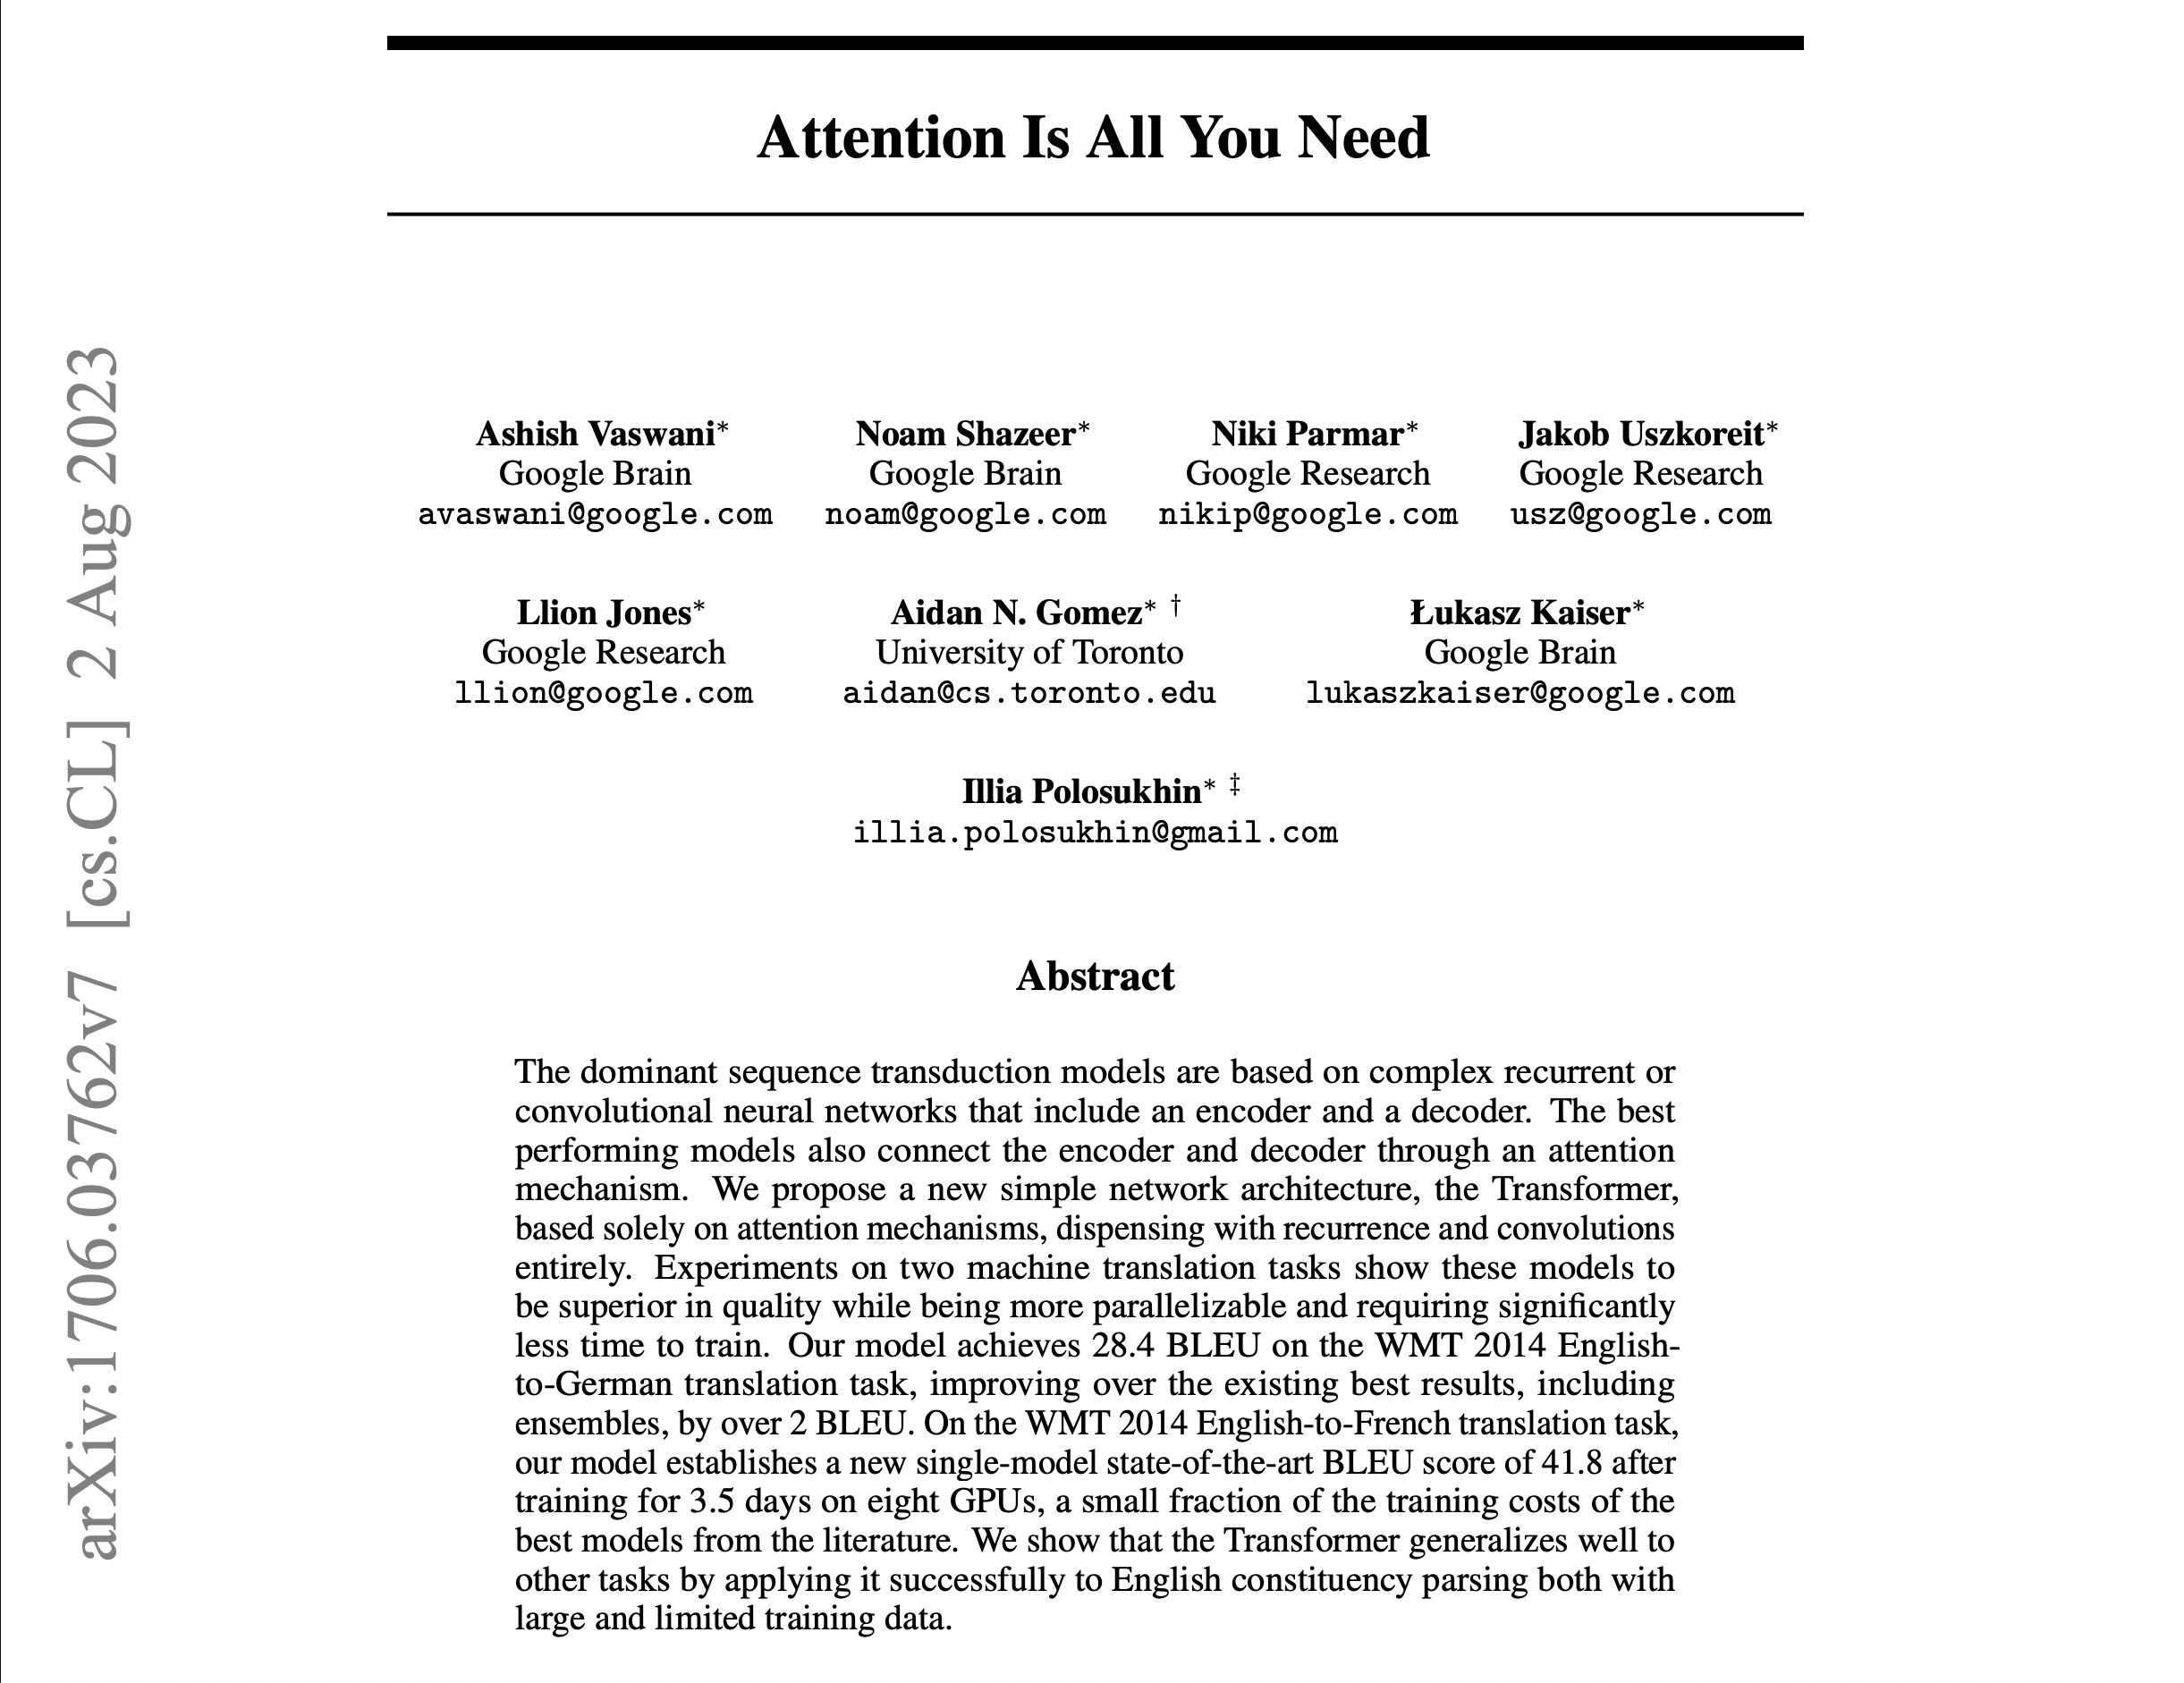 Attention Is All You Need
Ashish Vaswani*
Google Brain
avaswani@google.com
Noam Shazeer*
Google Brain
noam@google.com
Niki Parmar*
Google Research
nikip@google.com
Jakob Uszkoreit*
Google Research
usz@google.com
Llion Jones*
Google Research
llion@google.com
Aidan N. Gomez* †
University of Toronto
aidan@cs.toronto.edu
Łukasz Kaiser*
Google Brain
lukaszkaiser@google.com
Illia Polosukhin* ‡
illia.polosukhin@gmail.com
Abstract
The dominant sequence transduction models are based on complex recurrent or
convolutional neural networks that include an encoder and a decoder. The best
performing models also connect the encoder and decoder through an attention
mechanism. We propose a new simple network architecture, the Transformer,
based solely on attention mechanisms, dispensing with recurrence and convolutions
entirely. Experiments on two machine translation tasks show these models to
be superior in quality while being more parallelizable and requiring significantly
less time to train. Our model achieves 28.4 BLEU on the WMT 2014 English-
to-German translation task, improving over the existing best results, including
ensembles, by over 2 BLEU. On the WMT 2014 English-to-French translation task,
our model establishes a new single-model state-of-the-art BLEU score of 41.8 after
training for 3.5 days on eight GPUs, a small fraction of the training costs of the
best models from the literature. We show that the Transformer generalizes well to
other tasks by applying it successfully to English constituency parsing both with
large and limited training data.
arXiv:1706.03762v7 [cs.CL] 2 Aug 2023